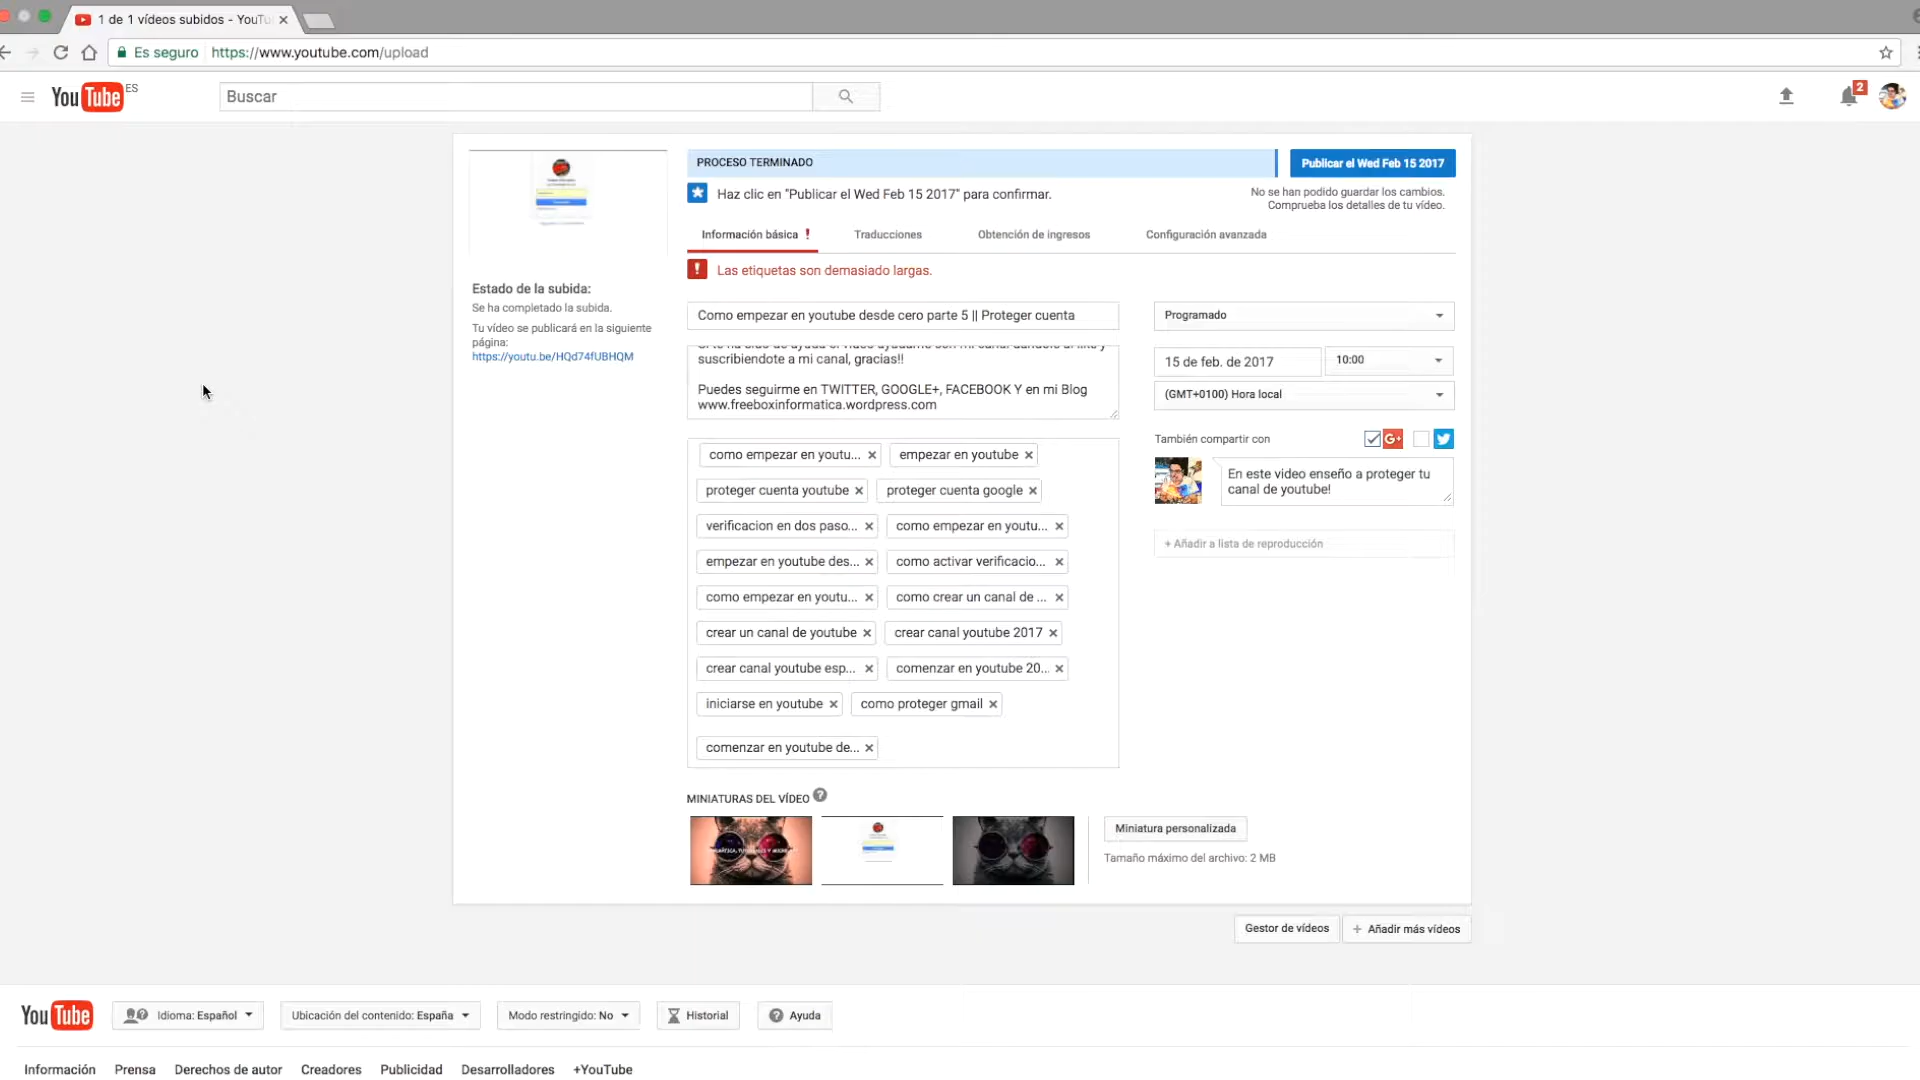 1 de 1 vídeos subidos - YouTu
Es seguro https://www.youtube.com/upload
YouTube ES
Buscar
2
PROCESO TERMINADO
Publicar el Wed Feb 15 2017
Haz clic en "Publicar el Wed Feb 15 2017" para confirmar.
No se han podido guardar los cambios.
Comprueba los detalles de tu vídeo.
Información básica !
Traducciones
Obtención de ingresos
Configuración avanzada
Las etiquetas son demasiado largas.
Estado de la subida:
Se ha completado la subida.
Tu vídeo se publicará en la siguiente
página:
https://youtu.be/HQd74fUBHQM
Como empezar en youtube desde cero parte 5 || Proteger cuenta
suscribiendote a mi canal, gracias!!
Puedes seguirme en TWITTER, GOOGLE+, FACEBOOK Y en mi Blog
www.freeboxinformatica.wordpress.com
como empezar en youtu...
empezar en youtube
proteger cuenta youtube
proteger cuenta google
verificacion en dos paso...
como empezar en youtu...
empezar en youtube des...
como activar verificacio...
como empezar en youtu...
como crear un canal de ...
crear un canal de youtube
crear canal youtube 2017
crear canal youtube esp...
comenzar en youtube 20...
iniciarse en youtube
como proteger gmail
comenzar en youtube de...
Programado
15 de feb. de 2017
10:00
(GMT+0100) Hora local
También compartir con
G+
En este video enseño a proteger tu
canal de youtube!
+ Añadir a lista de reproducción
MINIATURAS DEL VÍDEO ?
Miniatura personalizada
Tamaño máximo del archivo: 2 MB
Gestor de vídeos
+ Añadir más vídeos
YouTube
Idioma: Español
Ubicación del contenido: España
Modo restringido: No
Historial
Ayuda
Información
Prensa
Derechos de autor
Creadores
Publicidad
Desarrolladores
+YouTube